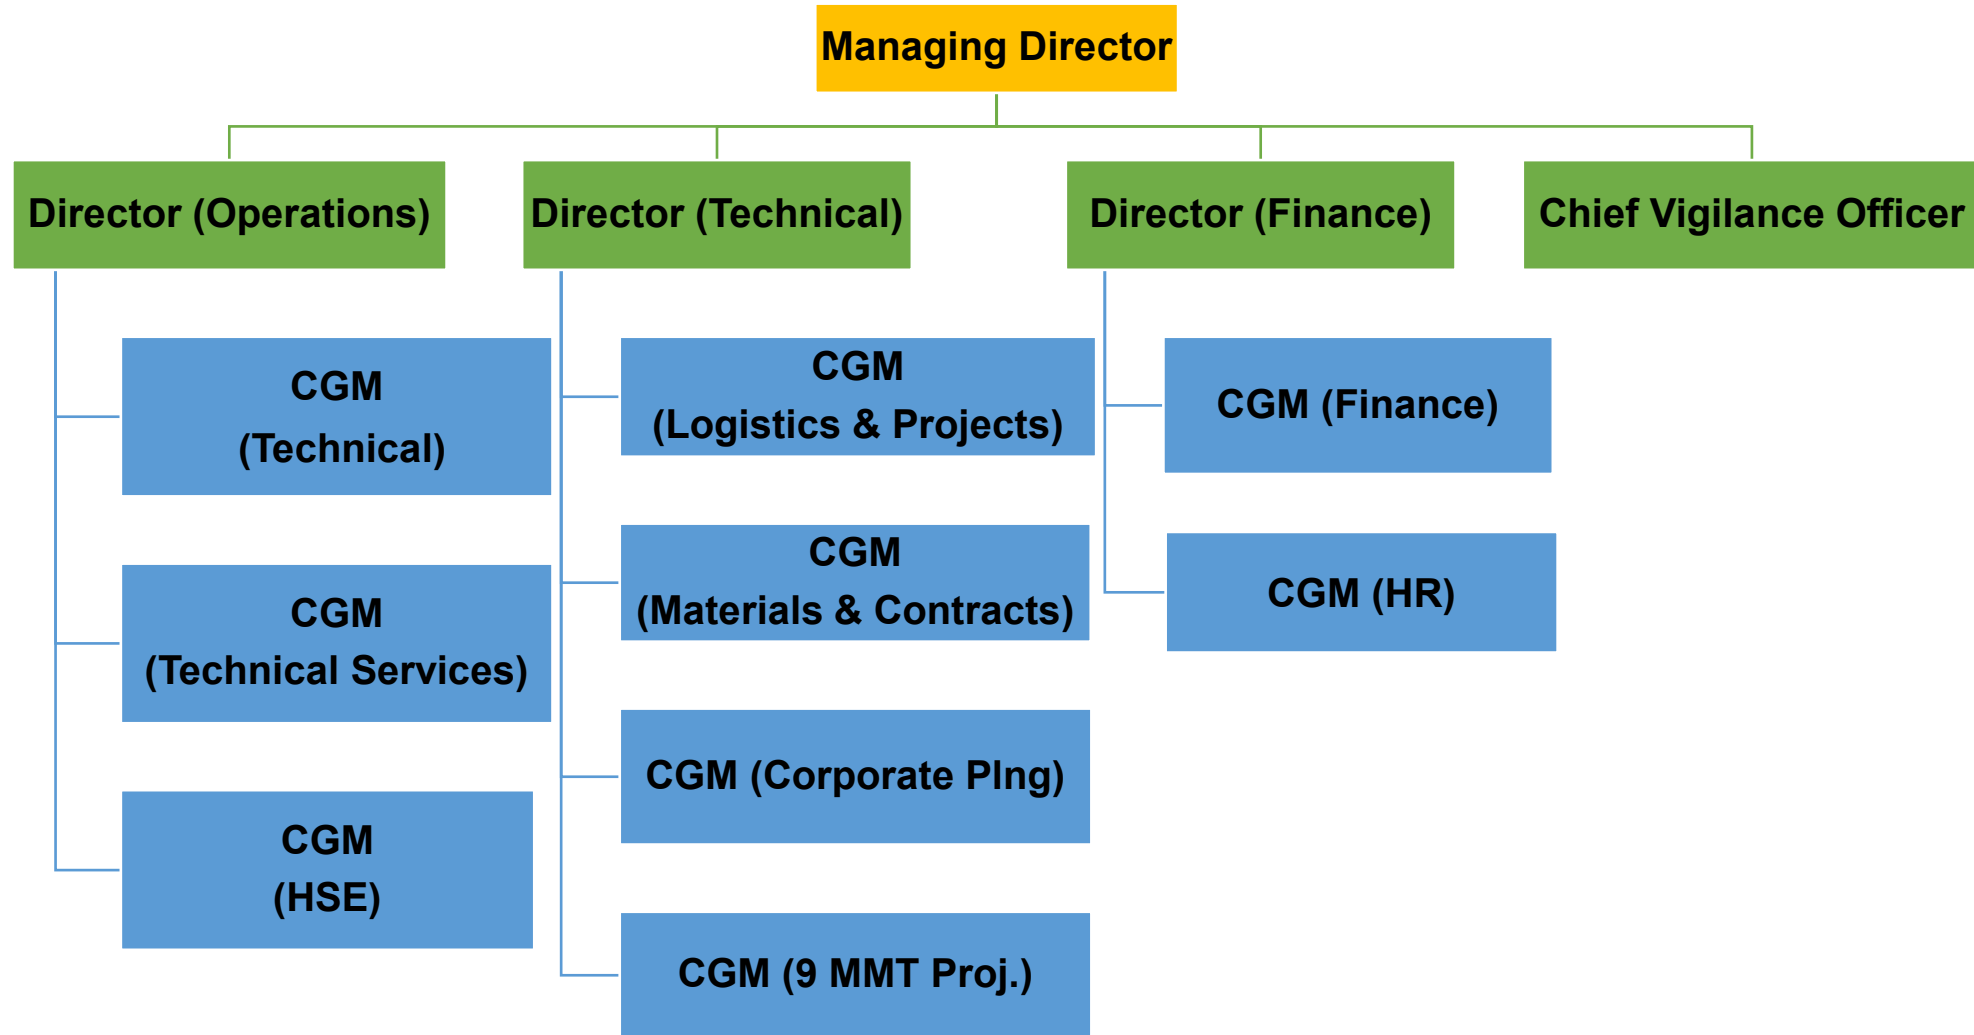 Managing Director
Director (Operations)
Director (Technical)
Director (Finance)
Chief Vigilance Officer
CGM
(Technical)
CGM
(Technical Services)
CGM
(HSE)
CGM
(Logistics & Projects)
CGM
(Materials & Contracts)
CGM (Corporate Plng)
CGM (9 MMT Proj.)
CGM (Finance)
CGM (HR)